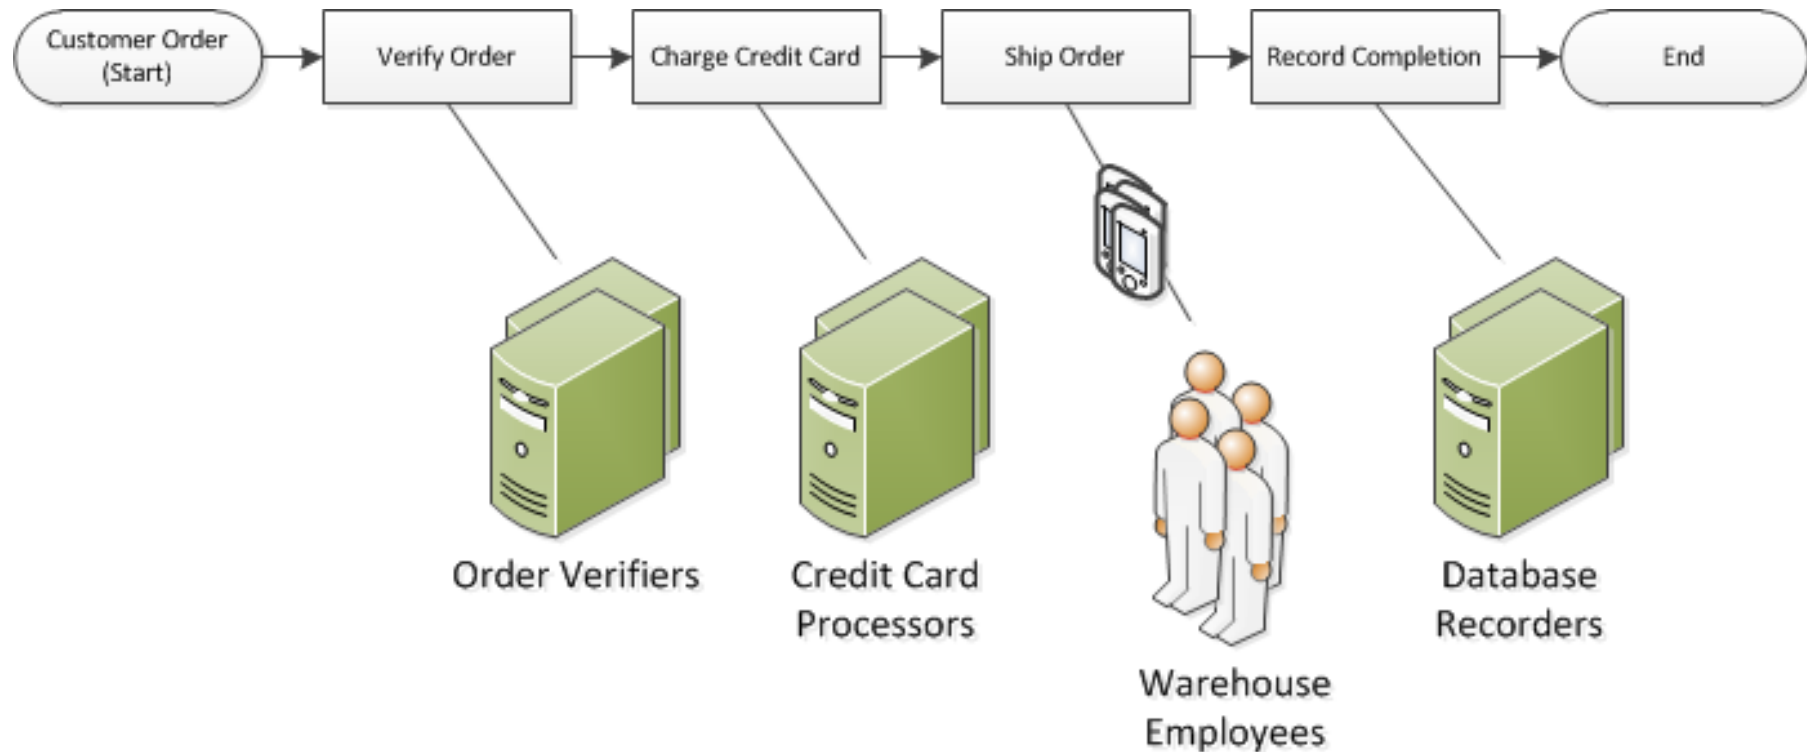 Customer Order
(Start)
Verify Order
Charge Credit Card
Ship Order
Record Completion
End
Order Verifiers
Credit Card
Processors
Warehouse
Employees
Database
Recorders